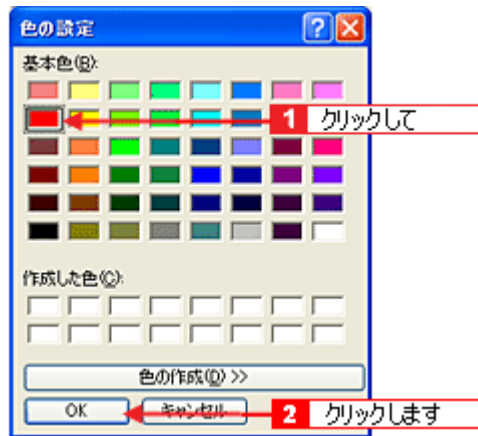 色の設定
基本色(B):
1 クリックして
作成した色(C):
色の作成(D) >>
OK
キャンセル
2 クリックします